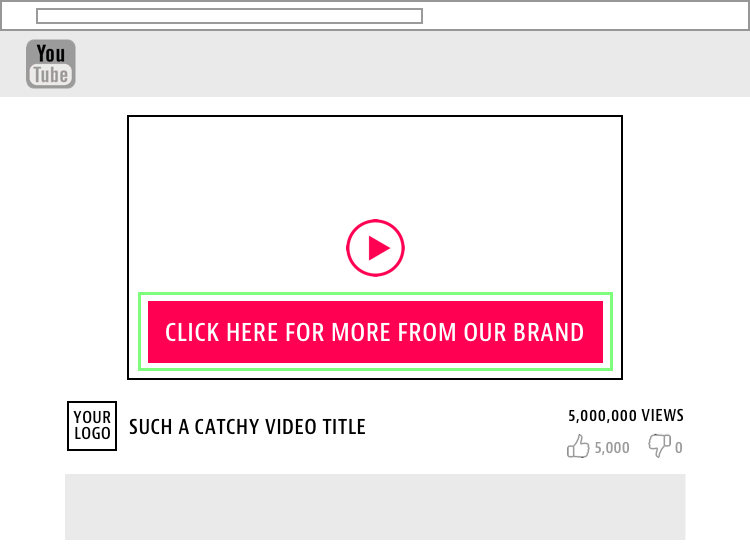 You
Tube
CLICK HERE FOR MORE FROM OUR BRAND
YOUR
LOGO
SUCH A CATCHY VIDEO TITLE
5,000,000 VIEWS
5,000
0